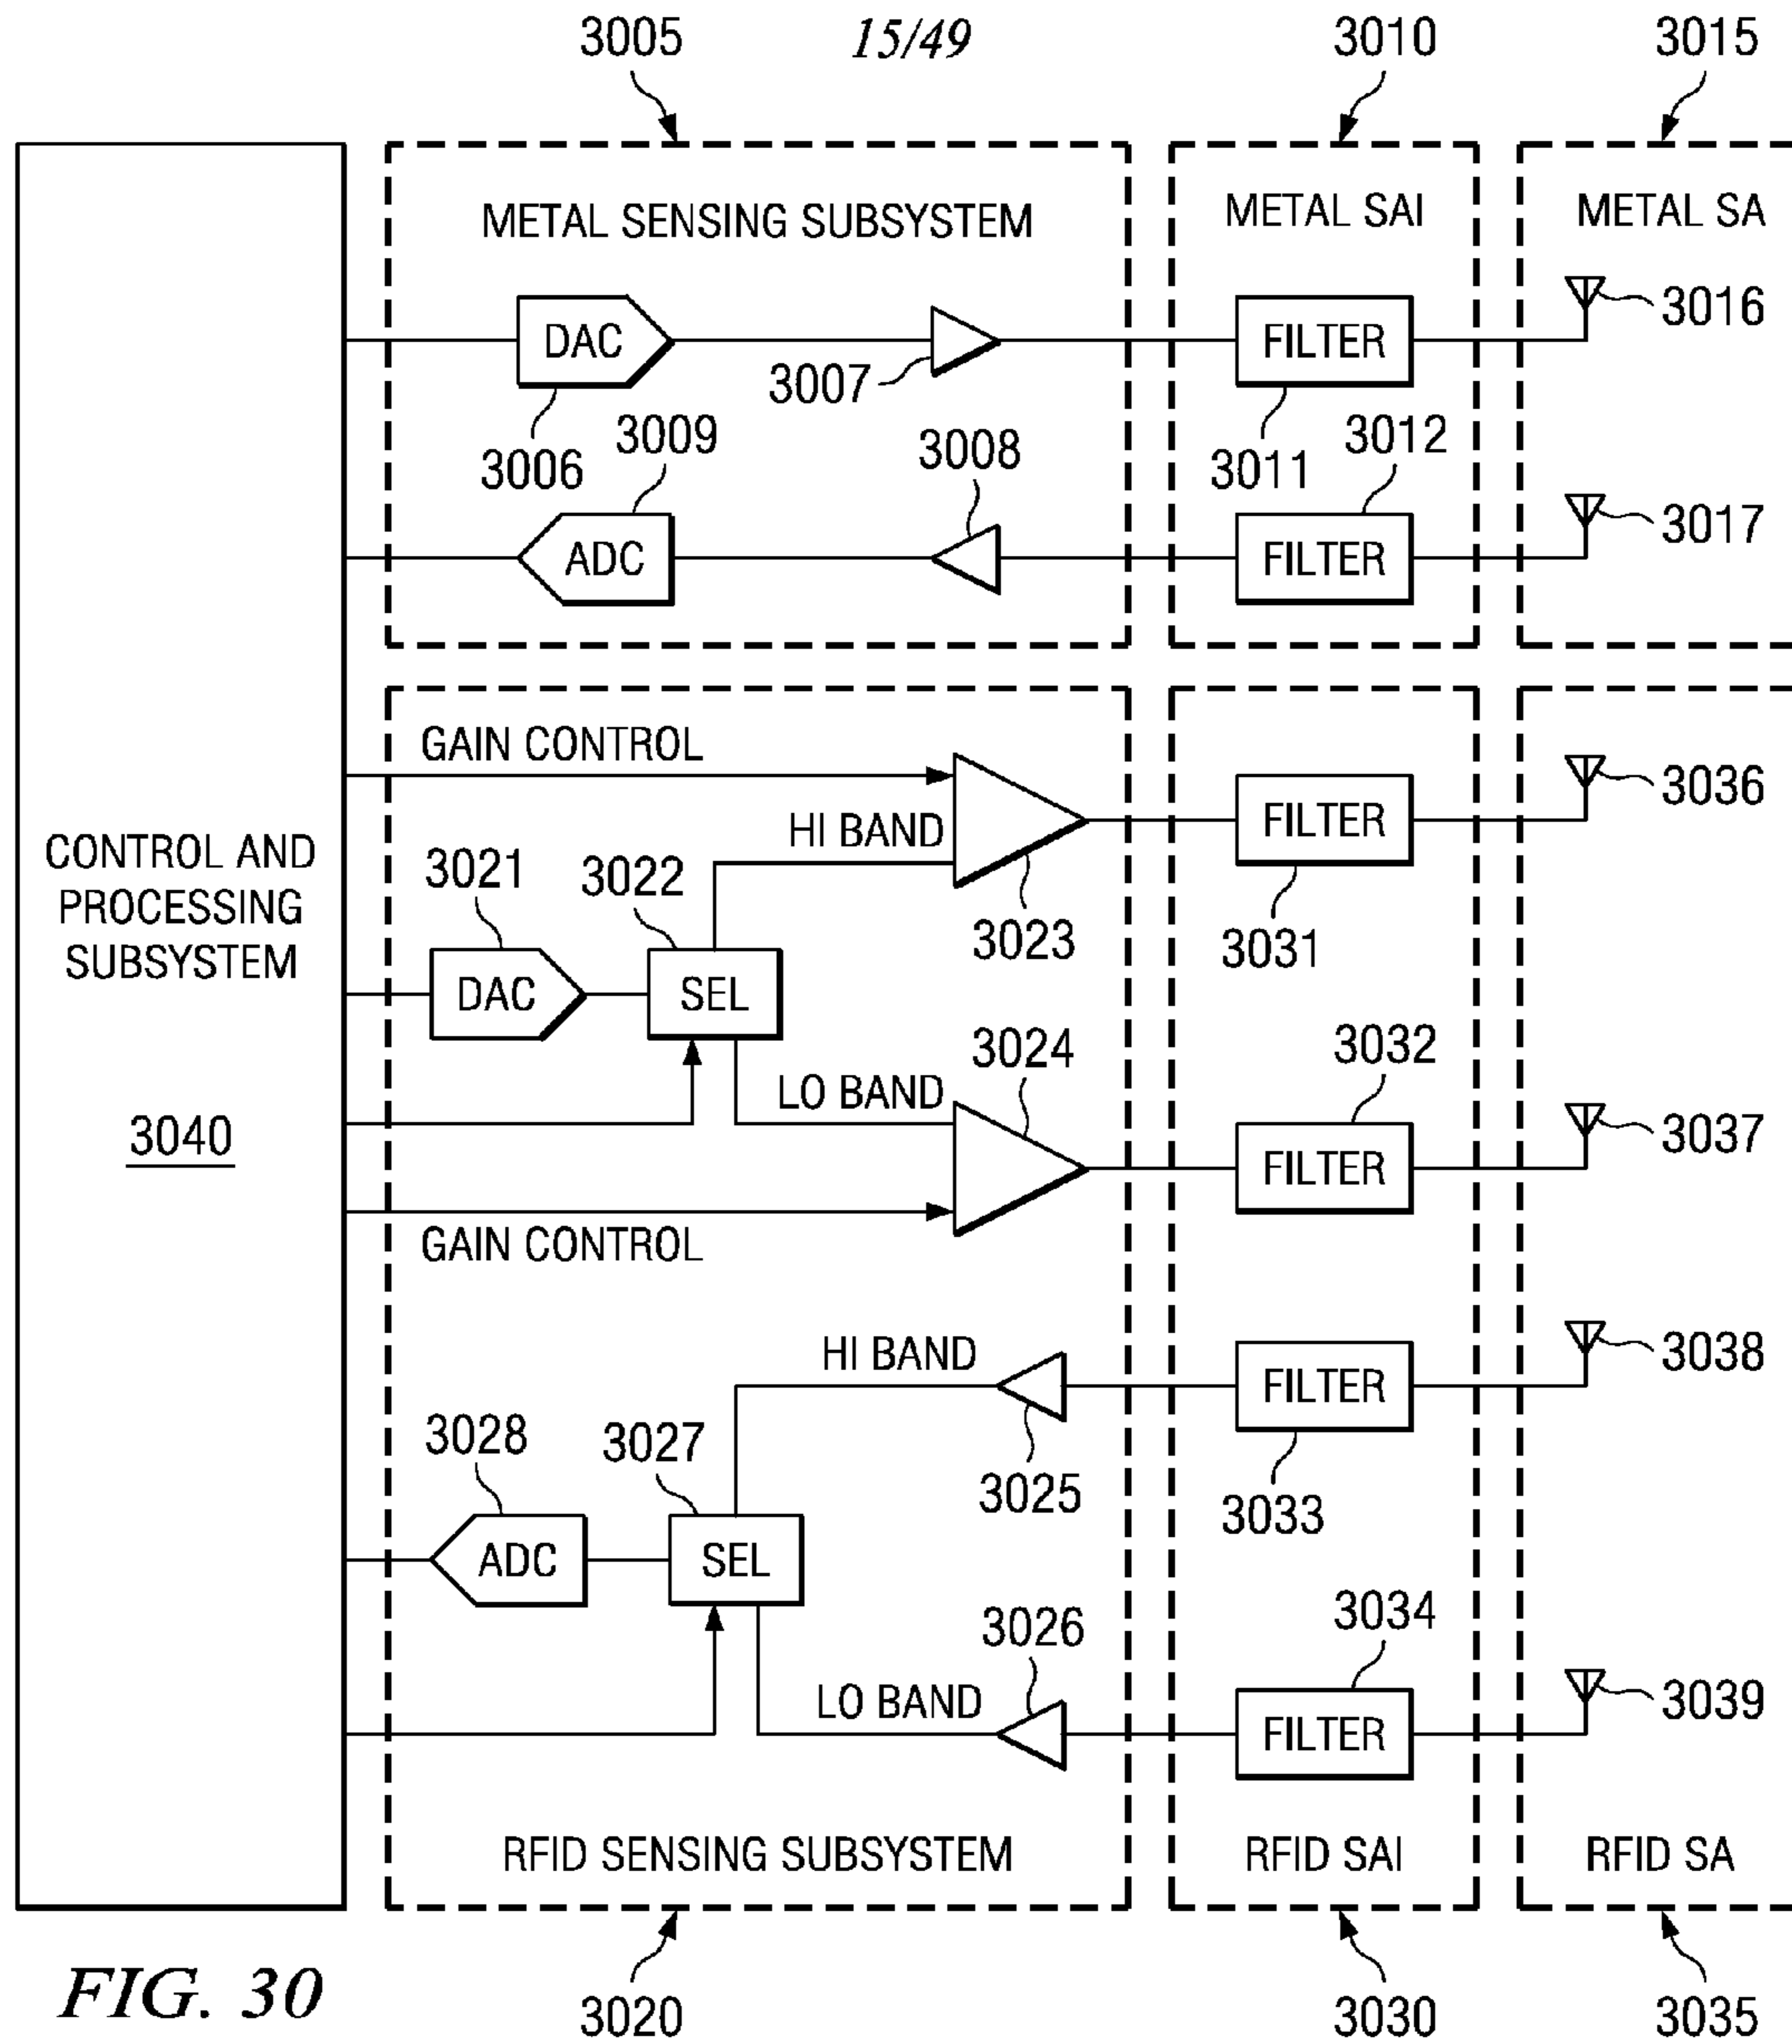 3005 15/49 3010 3015
METAL SENSING SUBSYSTEM METAL SAI METAL SA
DAC FILTER 3016
3007
3006 3009 3008 3011 3012
ADC FILTER 3017
GAIN CONTROL
HI BAND FILTER 3036
CONTROL AND
PROCESSING
SUBSYSTEM
3021 3022 3023 3031
DAC SEL
3024 3032
LO BAND
3040
FILTER 3037
GAIN CONTROL
HI BAND FILTER 3038
3028 3027 3025 3033
ADC SEL
3026 3034
LO BAND FILTER 3039
RFID SENSING SUBSYSTEM RFID SAI RFID SA
FIG. 30
3020 3030 3035